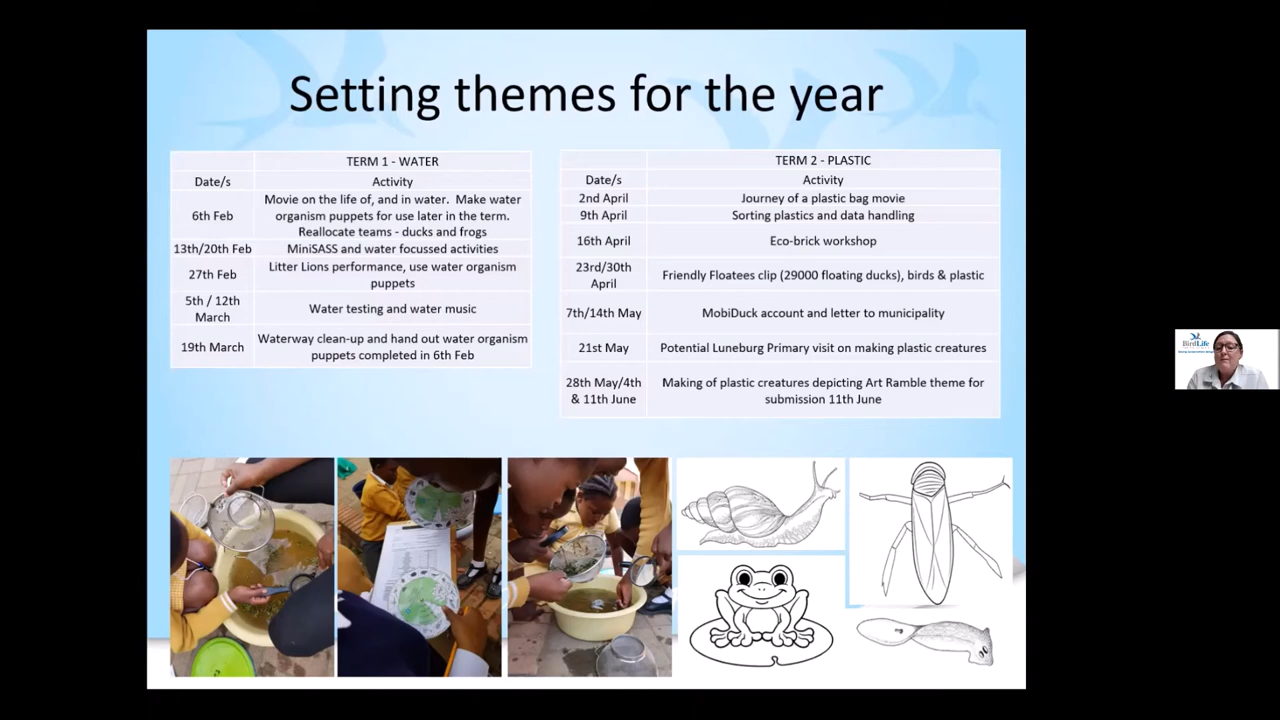 Setting themes for the year
TERM 1 - WATER
Date/s Activity
6th Feb
Movie on the life of, and in water. Make water
organism puppets for use later in the term.
Reallocate teams - ducks and frogs
13th/20th Feb MiniSASS and water focussed activities
27th Feb
Litter Lions performance, use water organism
puppets
5th / 12th
March
Water testing and water music
19th March
Waterway clean-up and hand out water organism
puppets completed in 6th Feb
TERM 2 - PLASTIC
Date/s Activity
2nd April Journey of a plastic bag movie
9th April Sorting plastics and data handling
16th April Eco-brick workshop
23rd/30th
April
Friendly Floatees clip (29000 floating ducks), birds & plastic
7th/14th May MobiDuck account and letter to municipality
21st May Potential Luneburg Primary visit on making plastic creatures
28th May/4th
& 11th June
Making of plastic creatures depicting Art Ramble theme for
submission 11th June
BirdLife